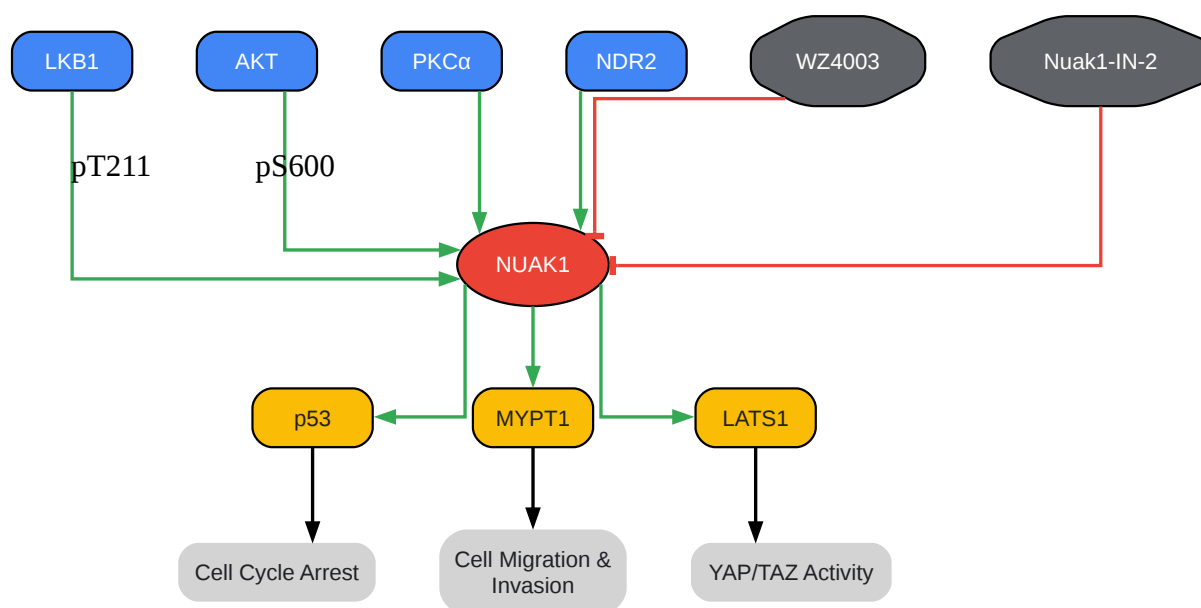 LKB1
AKT
PKCα
NDR2
WZ4003
Nuak1-IN-2
pT211
pS600
NUAK1
p53
MYPT1
LATS1
Cell Cycle Arrest
Cell Migration &
Invasion
YAP/TAZ Activity